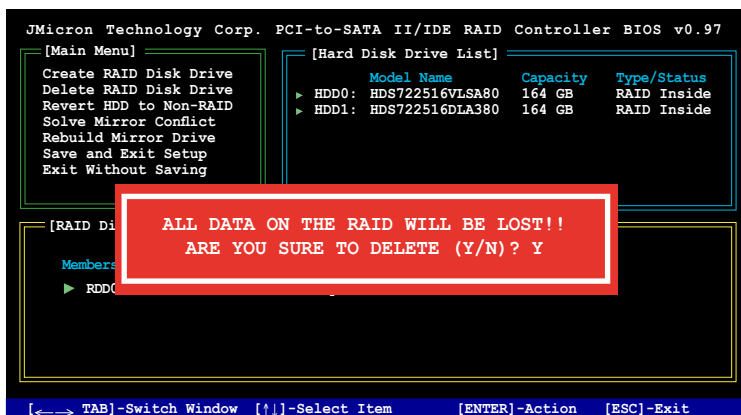 JMicron Technology Corp. PCI-to-SATA II/IDE RAID Controller BIOS v0.97
[Main Menu]
Create RAID Disk Drive
Delete RAID Disk Drive
Revert HDD to Non-RAID
Solve Mirror Conflict
Rebuild Mirror Drive
Save and Exit Setup
Exit Without Saving
[Hard Disk Drive List]
Model Name Capacity Type/Status
HDD0: HDS722516VLSA80 164 GB RAID Inside
HDD1: HDS722516DLA380 164 GB RAID Inside
ALL DATA ON THE RAID WILL BE LOST!!
ARE YOU SURE TO DELETE (Y/N)? Y
[RAID Di
Members
RDD0
[←→ TAB]-Switch Window [↑↓]-Select Item [ENTER]-Action [ESC]-Exit